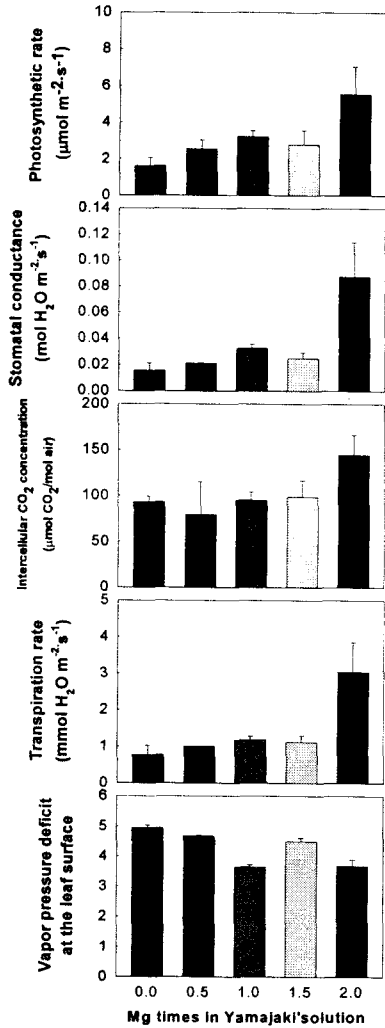 Photosynthetic rate
(μmol m⁻²·s⁻¹)
10
8
6
4
2
0
Stomatal conductance
(mol H₂O m⁻²·s⁻¹)
0.14
0.12
0.10
0.08
0.06
0.04
0.02
0.00
Intercellular CO₂ concentration
(μmol CO₂/mol air)
200
150
100
50
0
Transpiration rate
(mmol H₂O m⁻²·s⁻¹)
5
4
3
2
1
0
Vapor pressure deficit
at the leaf surface
6
5
4
3
2
1
0
0.0 0.5 1.0 1.5 2.0
Mg times in Yamajaki'solution